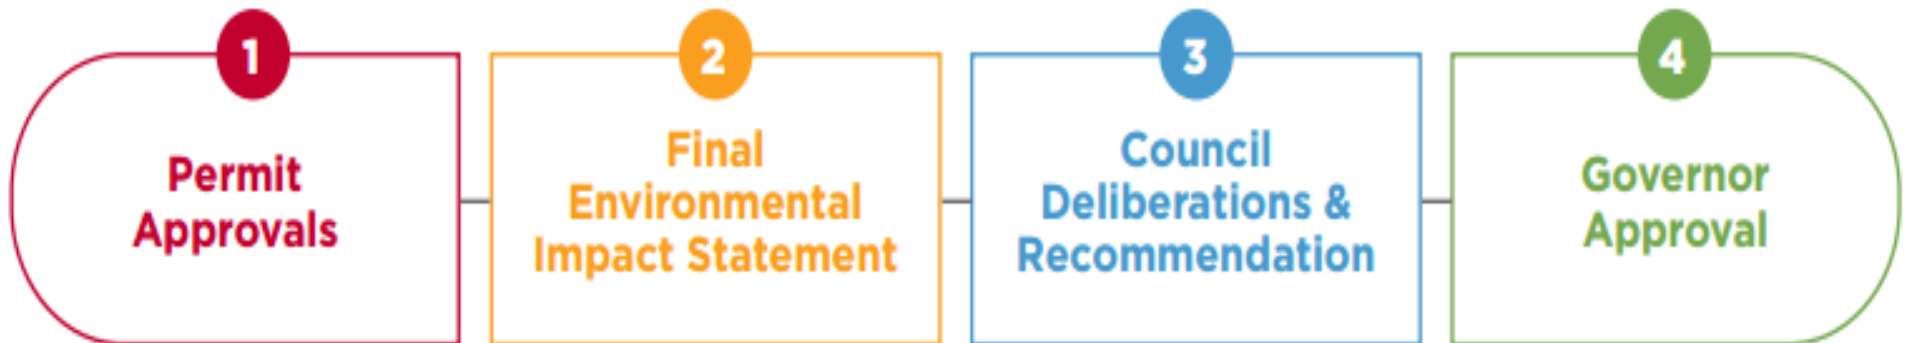 1
Permit
Approvals
2
Final
Environmental
Impact Statement
3
Council
Deliberations &
Recommendation
4
Governor
Approval